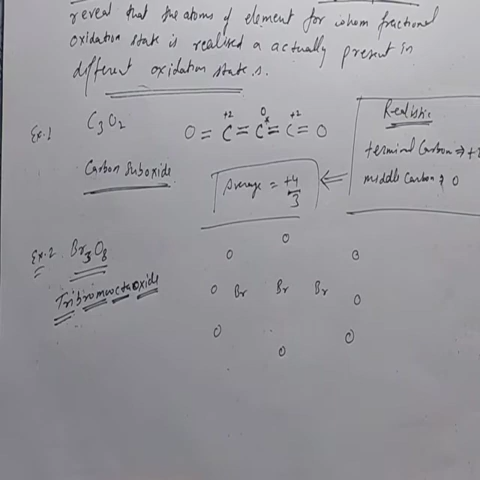 reveal that the atoms of element for whom fractional
oxidation state is realised a actually present in
different oxidation state.s.
Ex.1 C3O2
+2 0 +2
O = C = C* = C = O
Carbon suboxide
Average = +4/3
Realistic
terminal Carbon ⇒ +2
middle Carbon ⇒ 0
Ex.2 Br3O8
Tribromooctaoxide
O
O O
O Br Br Br
O
O O
O